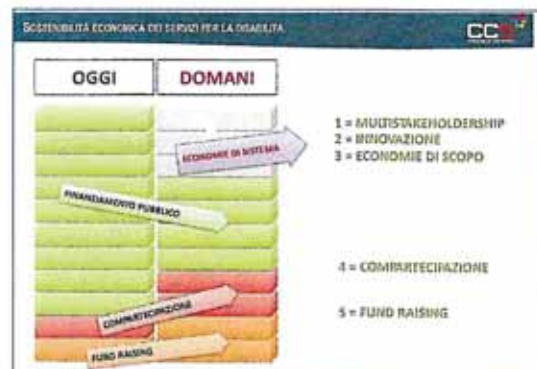 SOSTENIBILITÀ ECONOMICA DEI SERVIZI PER LA DISABILITÀ
OGGI
DOMANI
ECONOMIE DI SISTEMA
1 = MULTISTAKEHOLDERSHIP
2 = INNOVAZIONE
3 = ECONOMIE DI SCOPO
FINANZIAMENTO PUBBLICO
4 = COMPARTECIPAZIONE
COMPARTECIPAZIONE
5 = FUND RAISING
FUND RAISING